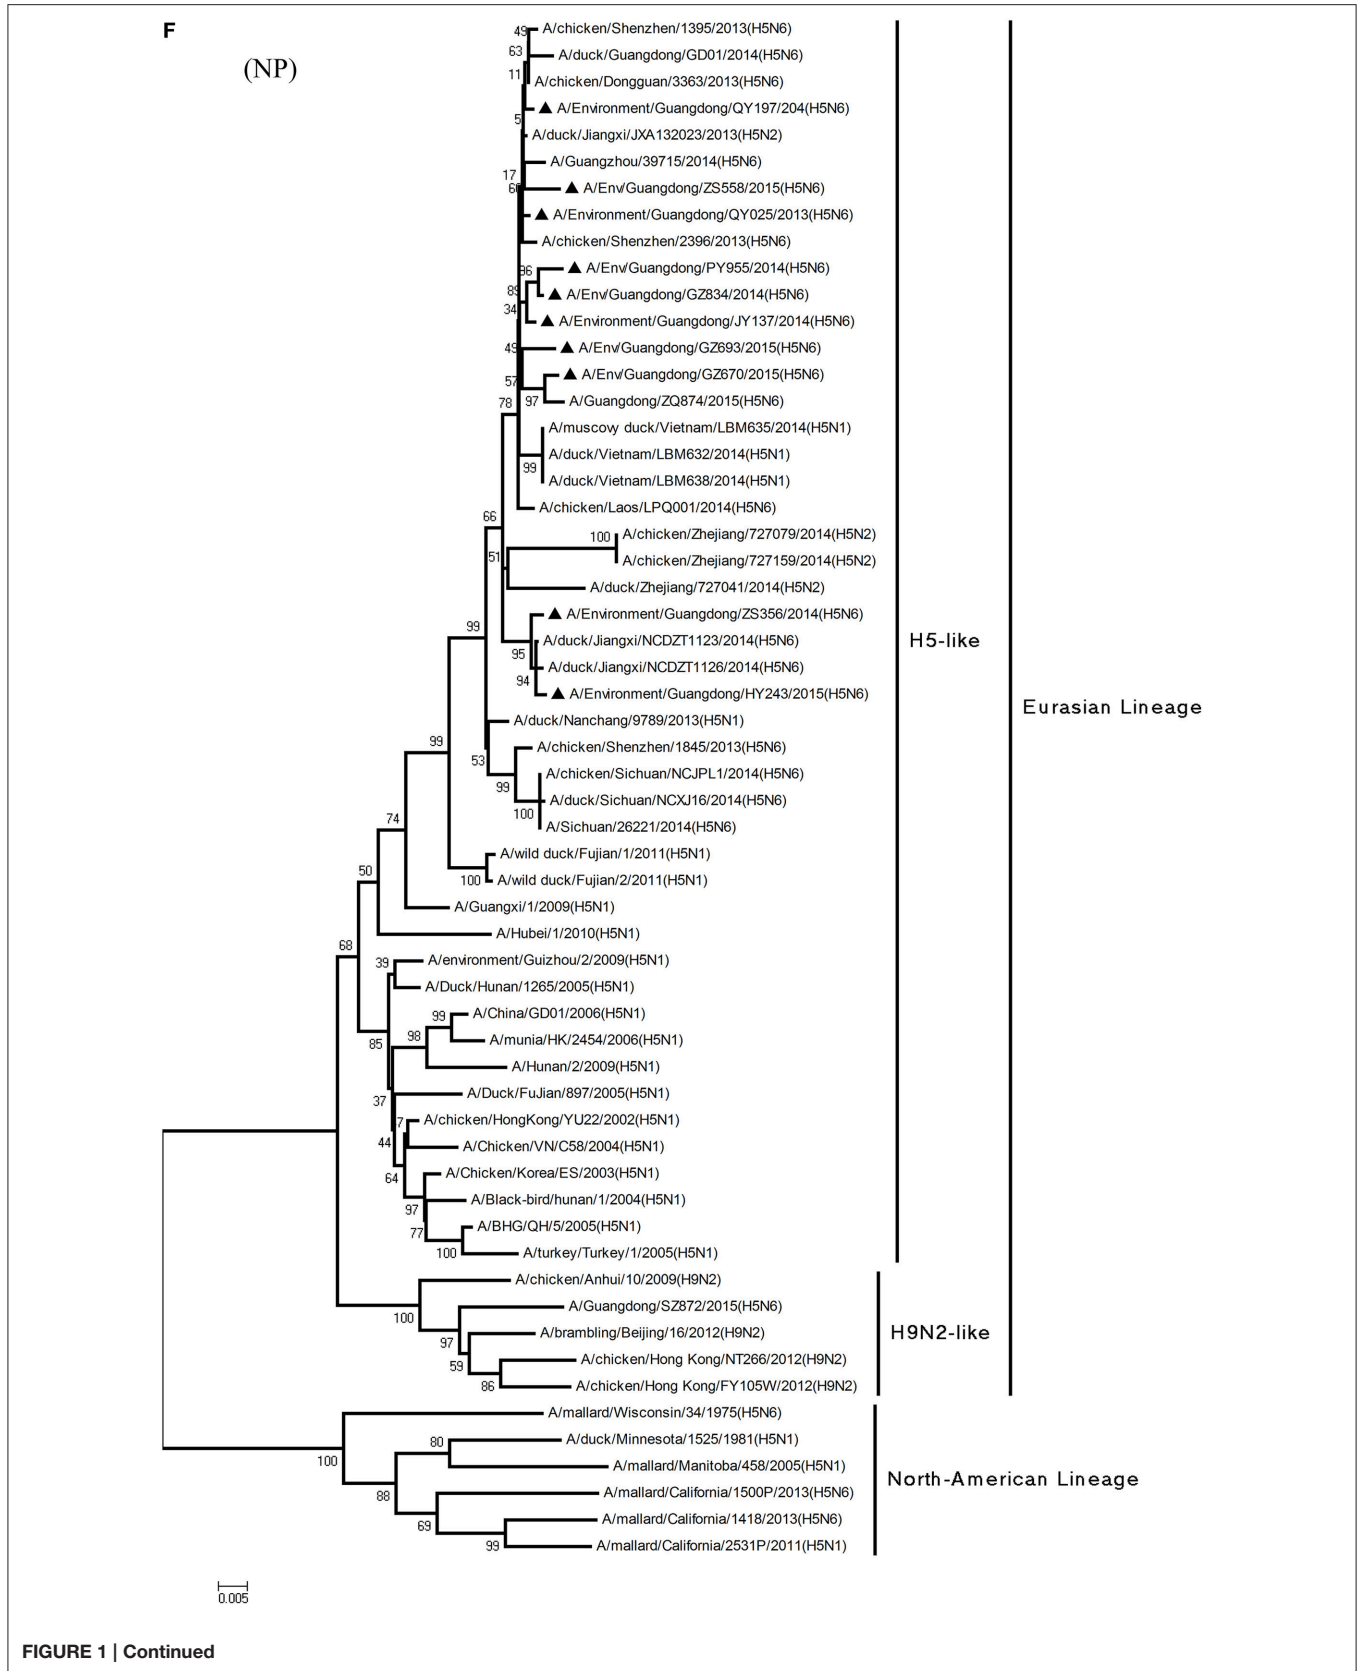 F
(NP)
49
A/chicken/Shenzhen/1395/2013(H5N6)
63
A/duck/Guangdong/GD01/2014(H5N6)
11
A/chicken/Dongguan/3363/2013(H5N6)
A/Environment/Guangdong/QY197/204(H5N6)
5
A/duck/Jiangxi/JXA132023/2013(H5N2)
A/Guangzhou/39715/2014(H5N6)
17
A/Env/Guangdong/ZS558/2015(H5N6)
A/Environment/Guangdong/QY025/2013(H5N6)
A/chicken/Shenzhen/2396/2013(H5N6)
96
A/Env/Guangdong/PY955/2014(H5N6)
89
A/Env/Guangdong/GZ834/2014(H5N6)
34
A/Environment/Guangdong/JY137/2014(H5N6)
49
A/Env/Guangdong/GZ693/2015(H5N6)
57
A/Env/Guangdong/GZ670/2015(H5N6)
78
97
A/Guangdong/ZQ874/2015(H5N6)
A/muscovy duck/Vietnam/LBM635/2014(H5N1)
A/duck/Vietnam/LBM632/2014(H5N1)
99
A/duck/Vietnam/LBM638/2014(H5N1)
A/chicken/Laos/LPQ001/2014(H5N6)
66
100
A/chicken/Zhejiang/727079/2014(H5N2)
51
A/chicken/Zhejiang/727159/2014(H5N2)
A/duck/Zhejiang/727041/2014(H5N2)
A/Environment/Guangdong/ZS356/2014(H5N6)
99
A/duck/Jiangxi/NCDZT1123/2014(H5N6)
H5-like
95
A/duck/Jiangxi/NCDZT1126/2014(H5N6)
94
A/Environment/Guangdong/HY243/2015(H5N6)
Eurasian Lineage
A/duck/Nanchang/9789/2013(H5N1)
99
A/chicken/Shenzhen/1845/2013(H5N6)
53
A/chicken/Sichuan/NCJPL1/2014(H5N6)
99
A/duck/Sichuan/NCXJ16/2014(H5N6)
100
74
A/Sichuan/26221/2014(H5N6)
A/wild duck/Fujian/1/2011(H5N1)
50
100
A/wild duck/Fujian/2/2011(H5N1)
A/Guangxi/1/2009(H5N1)
A/Hubei/1/2010(H5N1)
68
39
A/environment/Guizhou/2/2009(H5N1)
A/Duck/Hunan/1265/2005(H5N1)
99
A/China/GD01/2006(H5N1)
98
85
A/munia/HK/2454/2006(H5N1)
A/Hunan/2/2009(H5N1)
37
A/Duck/FuJian/897/2005(H5N1)
A/chicken/HongKong/YU22/2002(H5N1)
44
A/Chicken/VN/C58/2004(H5N1)
64
A/Chicken/Korea/ES/2003(H5N1)
97
A/Black-bird/hunan/1/2004(H5N1)
77
A/BHG/QH/5/2005(H5N1)
100
A/turkey/Turkey/1/2005(H5N1)
A/chicken/Anhui/10/2009(H9N2)
100
A/Guangdong/SZ872/2015(H5N6)
97
A/brambling/Beijing/16/2012(H9N2)
H9N2-like
59
A/chicken/Hong Kong/NT266/2012(H9N2)
86
A/chicken/Hong Kong/FY105W/2012(H9N2)
A/mallard/Wisconsin/34/1975(H5N6)
80
A/duck/Minnesota/1525/1981(H5N1)
100
A/mallard/Manitoba/458/2005(H5N1)
North-American Lineage
88
A/mallard/California/1500P/2013(H5N6)
69
A/mallard/California/1418/2013(H5N6)
99
A/mallard/California/2531P/2011(H5N1)
0.005
FIGURE 1 | Continued